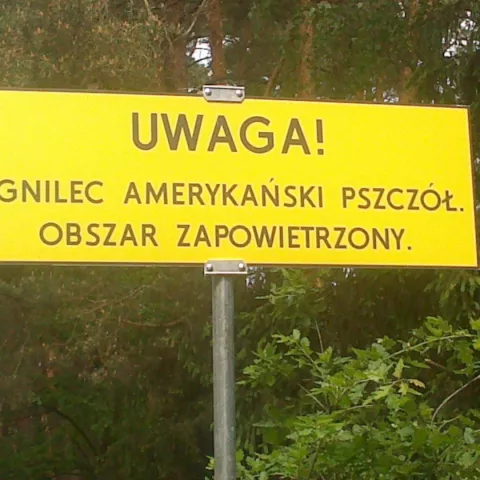 UWAGA!
GNILEC AMERYKAŃSKI PSZCZÓŁ.
OBSZAR ZAPOWIETRZONY.